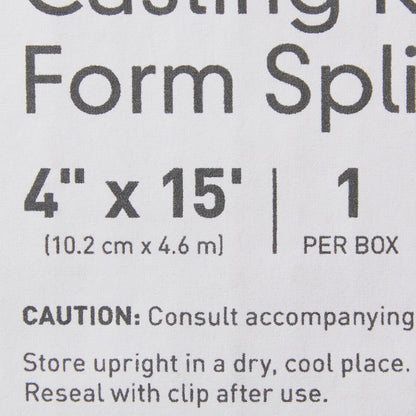 Casting
Form Spli
4" x 15' 1
(10.2 cm x 4.6 m) PER BOX
CAUTION: Consult accompanying
Store upright in a dry, cool place.
Reseal with clip after use.